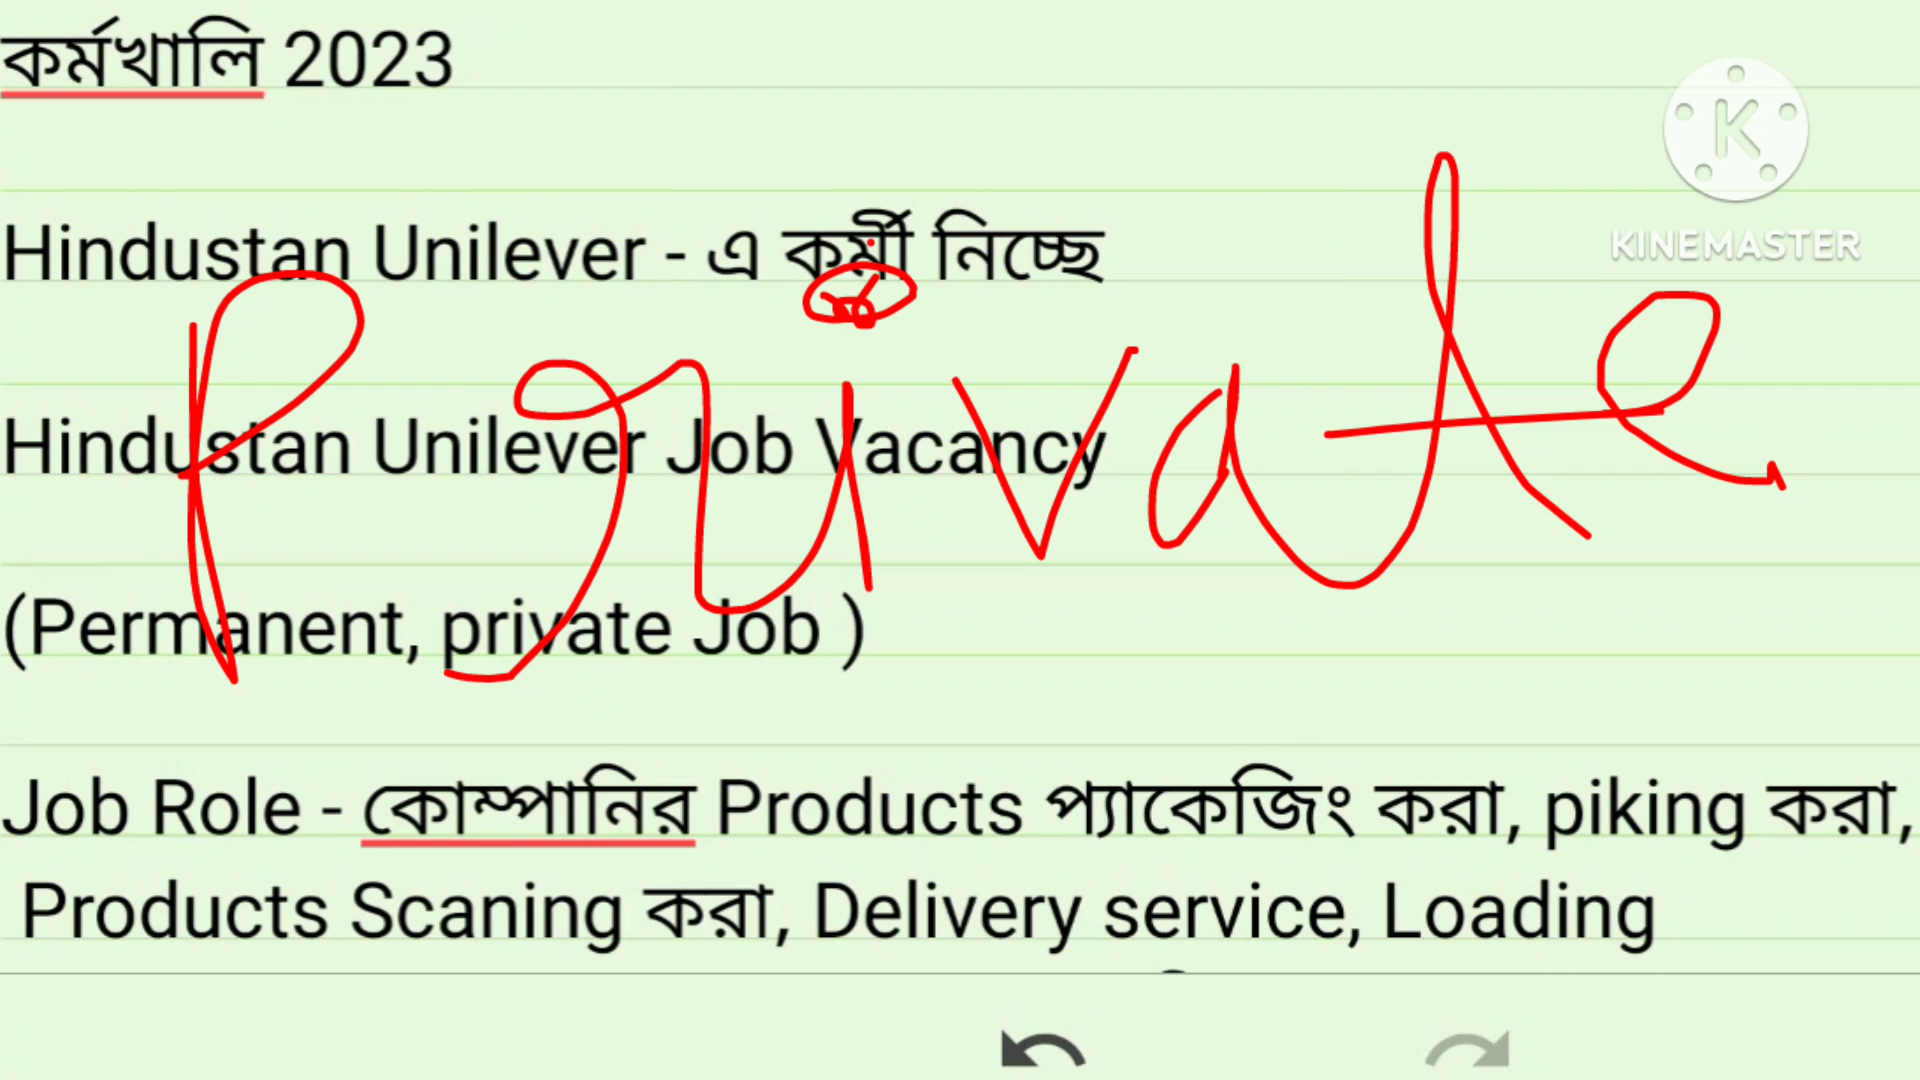 কর্মখালি 2023
K
KINEMASTER
Hindustan Unilever - এ কর্মী নিচ্ছে
Private
Hindustan Unilever Job Vacancy
(Permanent, private Job )
Job Role - কোম্পানির Products প্যাকেজিং করা, piking করা,
Products Scaning করা, Delivery service, Loading